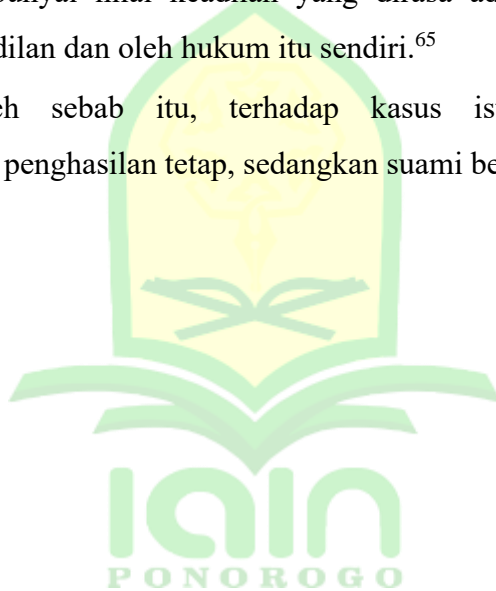 dilan dan oleh hukum itu sendiri.65
eh sebab itu, terhadap kasus is
penghasilan tetap, sedangkan suami be
iain
PONOROGO